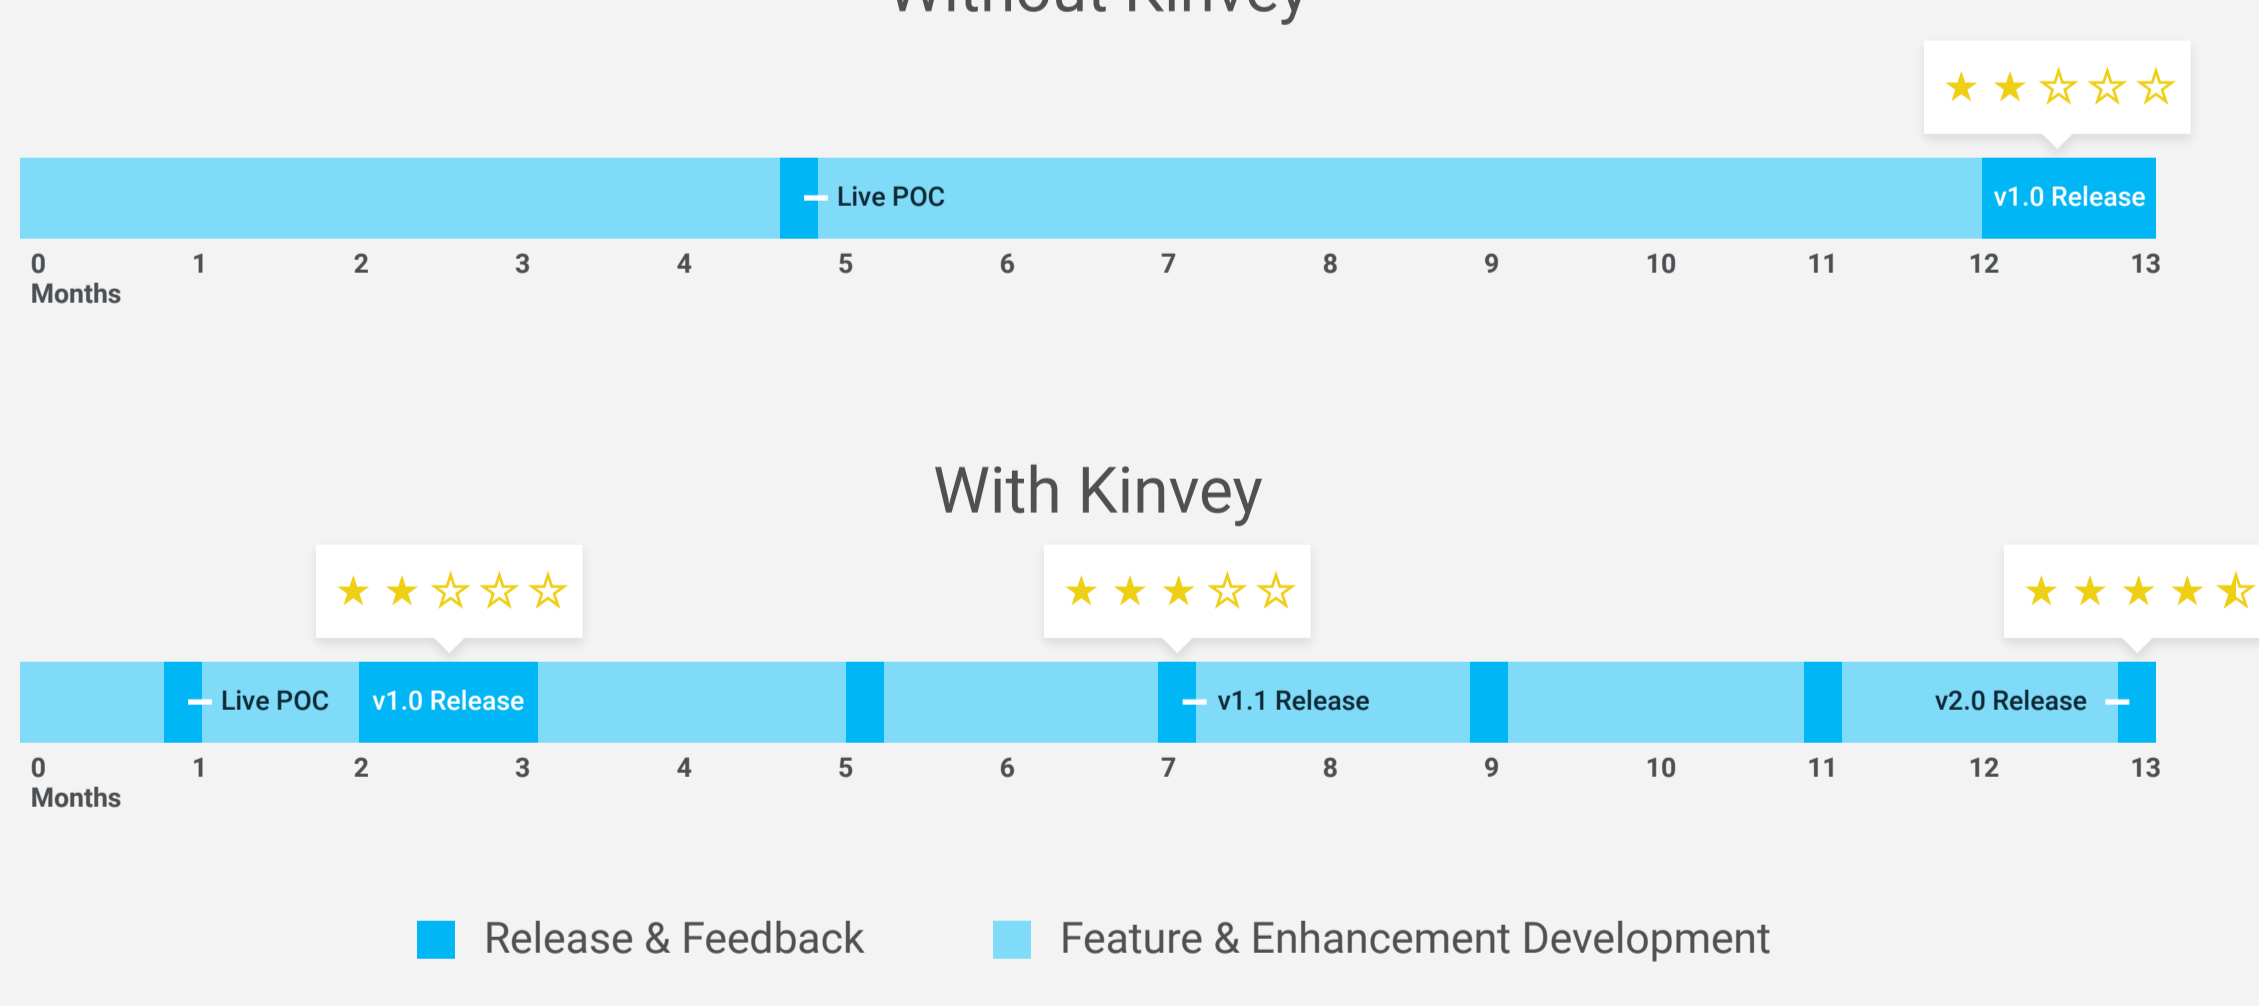 Without Kinvey
Live POC
v1.0 Release
0 1 2 3 4 5 6 7 8 9 10 11 12 13
Months
With Kinvey
Live POC
v1.0 Release
v1.1 Release
v2.0 Release
0 1 2 3 4 5 6 7 8 9 10 11 12 13
Months
Release & Feedback
Feature & Enhancement Development